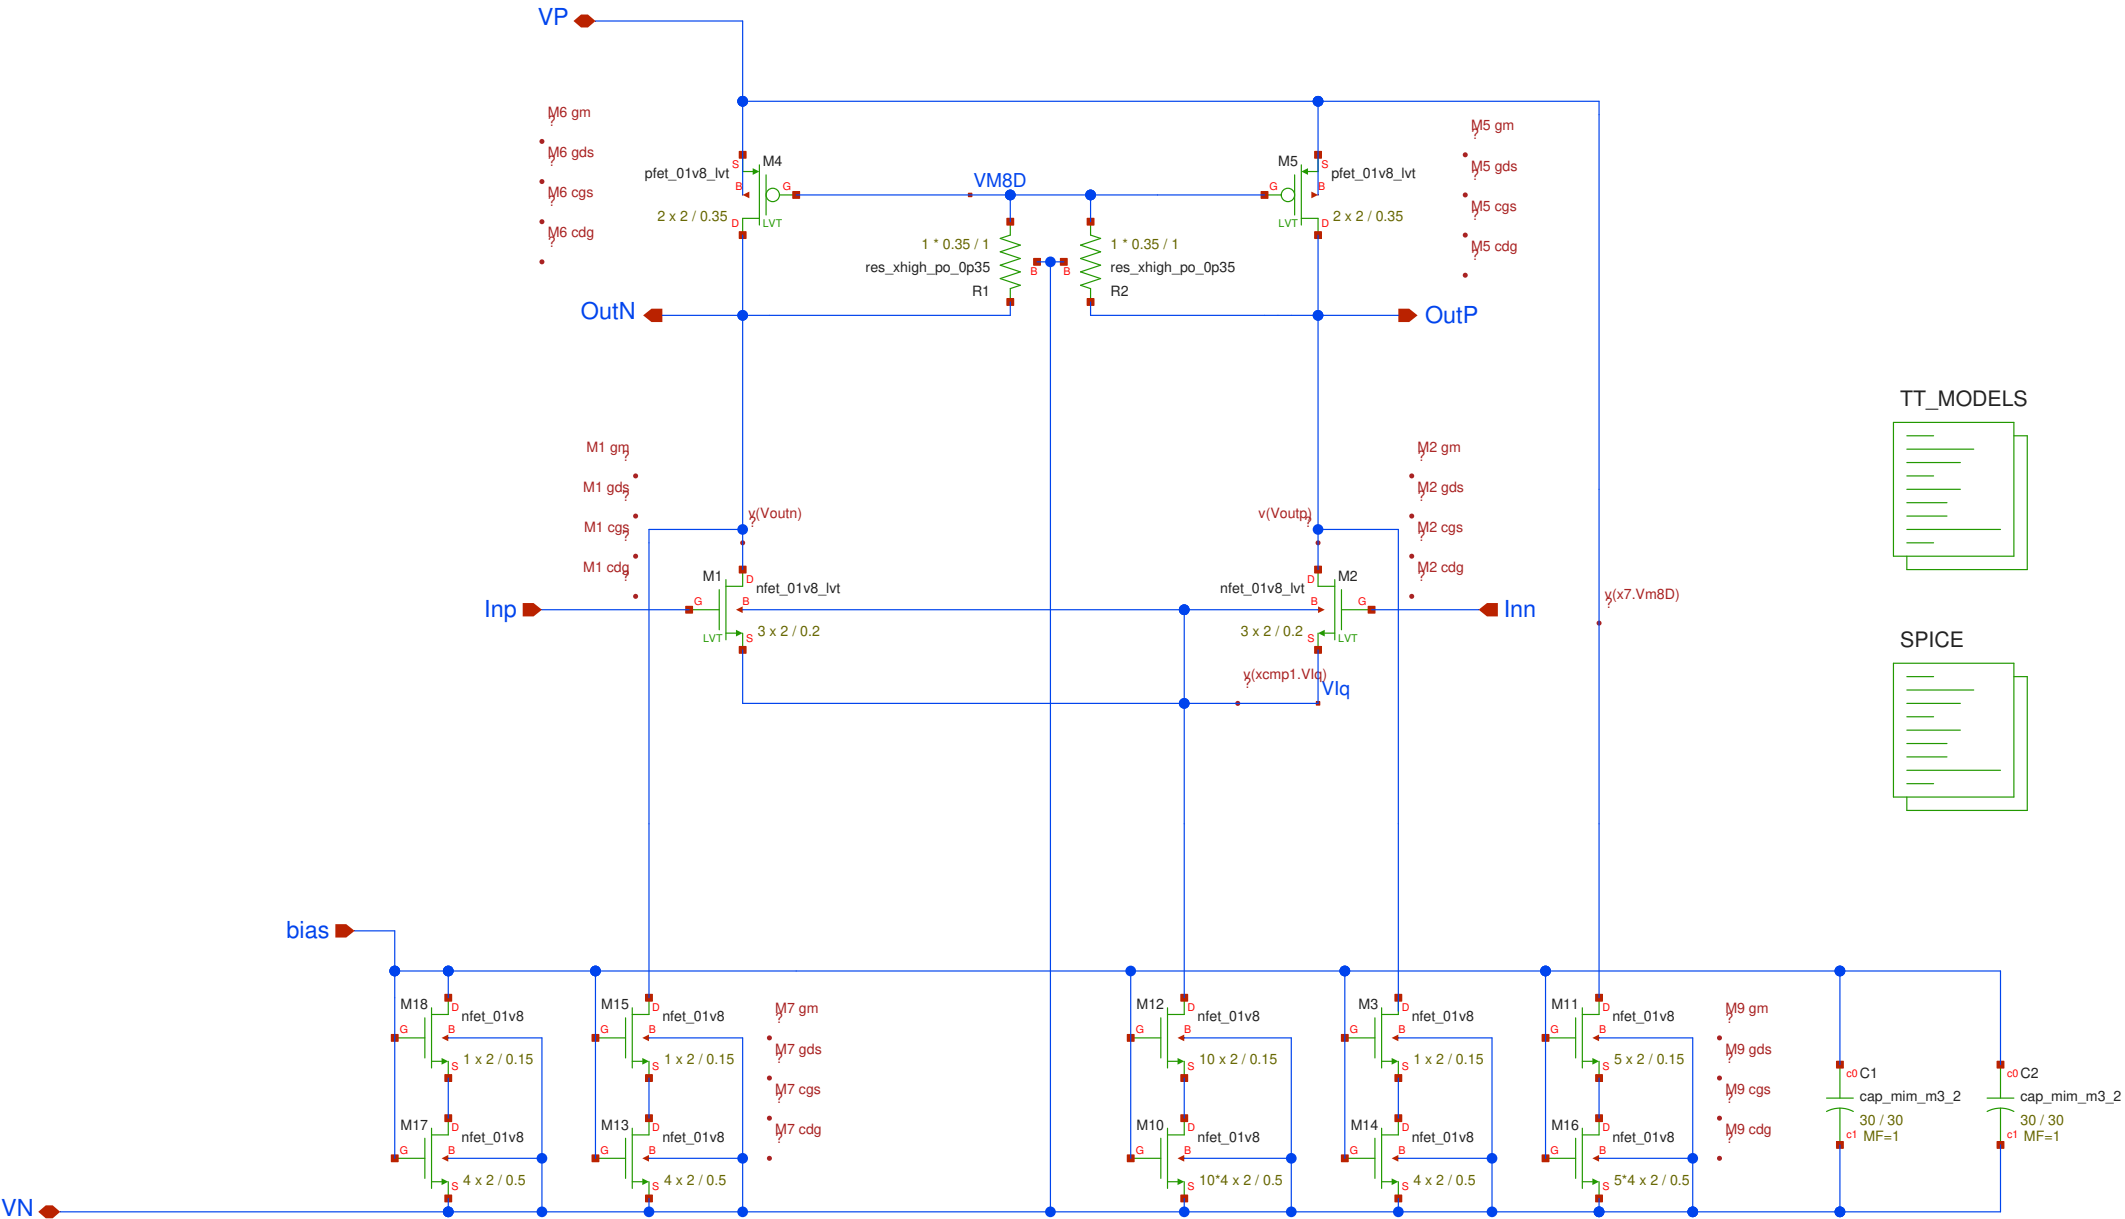 VP
M6 gm
?
M6 gds
?
M6 cgs
?
M6 cdg
?
pfet_01v8_lvt
S
M4
B
G
2 x 2 / 0.35
D
LVT
VM8D
1 * 0.35 / 1
res_xhigh_po_0p35
R1
B
B
1 * 0.35 / 1
res_xhigh_po_0p35
R2
M5
S
pfet_01v8_lvt
G
B
2 x 2 / 0.35
LVT
D
M5 gm
?
M5 gds
?
M5 cgs
?
M5 cdg
?
OutN
OutP
TT_MODELS
M1 gm
?
M1 gds
?
M1 cgs
?
M1 cdg
?
v(Voutn)
?
v(Voutp)
?
M2 gm
?
M2 gds
?
M2 cgs
?
M2 cdg
?
Inp
M1
D
nfet_01v8_lvt
G
B
LVT
S
3 x 2 / 0.2
nfet_01v8_lvt
D
M2
B
G
3 x 2 / 0.2
S
LVT
Inn
v(x7.Vm8D)
?
SPICE
v(xcmp1.VIq)
?
VIq
bias
M18
D
nfet_01v8
G
B
S
1 x 2 / 0.15
M17
D
nfet_01v8
G
B
S
4 x 2 / 0.5
M15
D
nfet_01v8
G
B
S
1 x 2 / 0.15
M13
D
nfet_01v8
G
B
S
4 x 2 / 0.5
M7 gm
?
M7 gds
?
M7 cgs
?
M7 cdg
?
M12
D
nfet_01v8
G
B
S
10 x 2 / 0.15
M10
D
nfet_01v8
G
B
S
10*4 x 2 / 0.5
M3
D
nfet_01v8
G
B
S
1 x 2 / 0.15
M14
D
nfet_01v8
G
B
S
4 x 2 / 0.5
M11
D
nfet_01v8
G
B
S
5 x 2 / 0.15
M16
D
nfet_01v8
G
B
S
5*4 x 2 / 0.5
M9 gm
?
M9 gds
?
M9 cgs
?
M9 cdg
?
c0 C1
cap_mim_m3_2
30 / 30
c1 MF=1
c0 C2
cap_mim_m3_2
30 / 30
c1 MF=1
VN